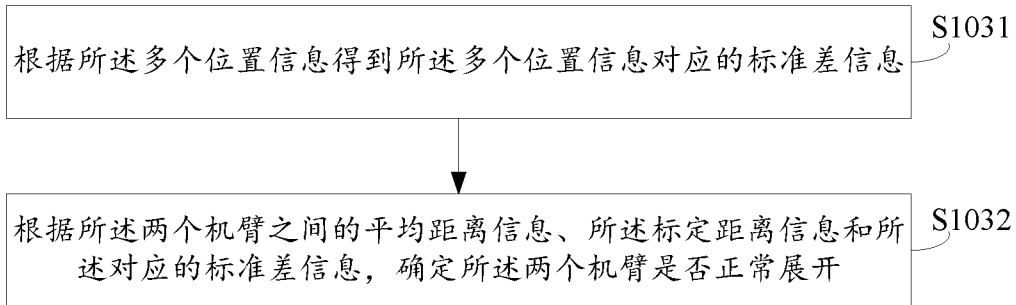 根据所述多个位置信息得到所述多个位置信息对应的标准差信息
S1031
根据所述两个机臂之间的平均距离信息、所述标定距离信息和所
述对应的标准差信息，确定所述两个机臂是否正常展开
S1032